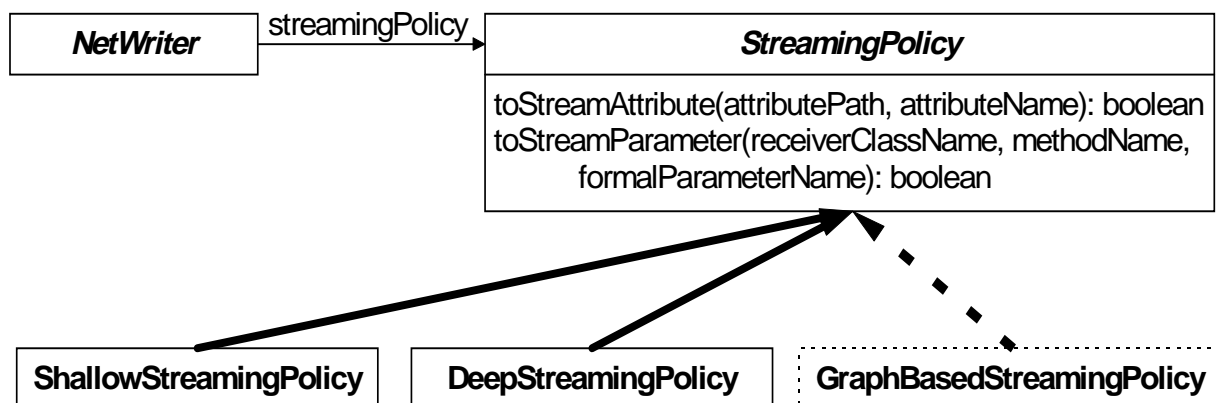 NetWriter
streamingPolicy
StreamingPolicy
toStreamAttribute(attributePath, attributeName): boolean
toStreamParameter(receiverClassName, methodName,
formalParameterName): boolean
ShallowStreamingPolicy
DeepStreamingPolicy
GraphBasedStreamingPolicy